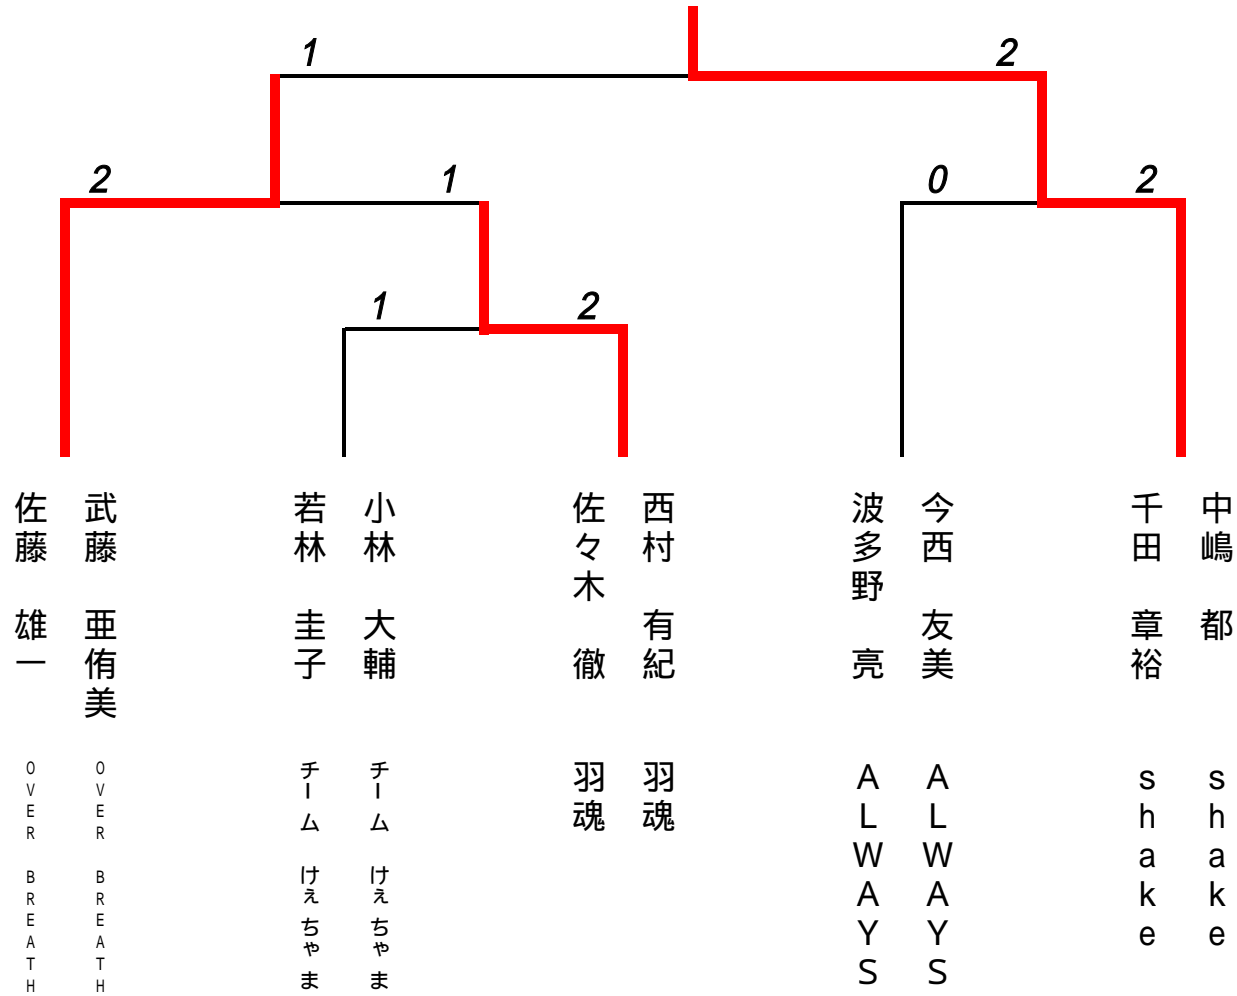 1
2
2
1
0
2
1
2
佐藤 雄一
武藤 亜侑美
若林 圭子
小林 大輔
佐々木 徹
西村 有紀
波多野 亮
今西 友美
千田 章裕
中嶋 都
OVER BREATH
OVER BREATH
チーム けぇちゃま
チーム けぇちゃま
羽魂
羽魂
ALWAYS
ALWAYS
shake
shake